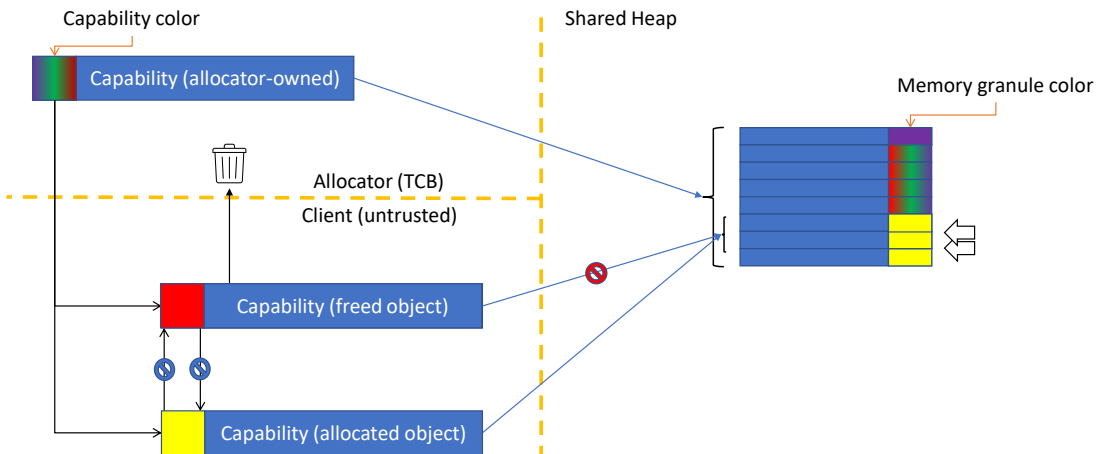 Capability color
Shared Heap
Capability (allocator-owned)
Memory granule color
Allocator (TCB)
Client (untrusted)
Capability (freed object)
Capability (allocated object)